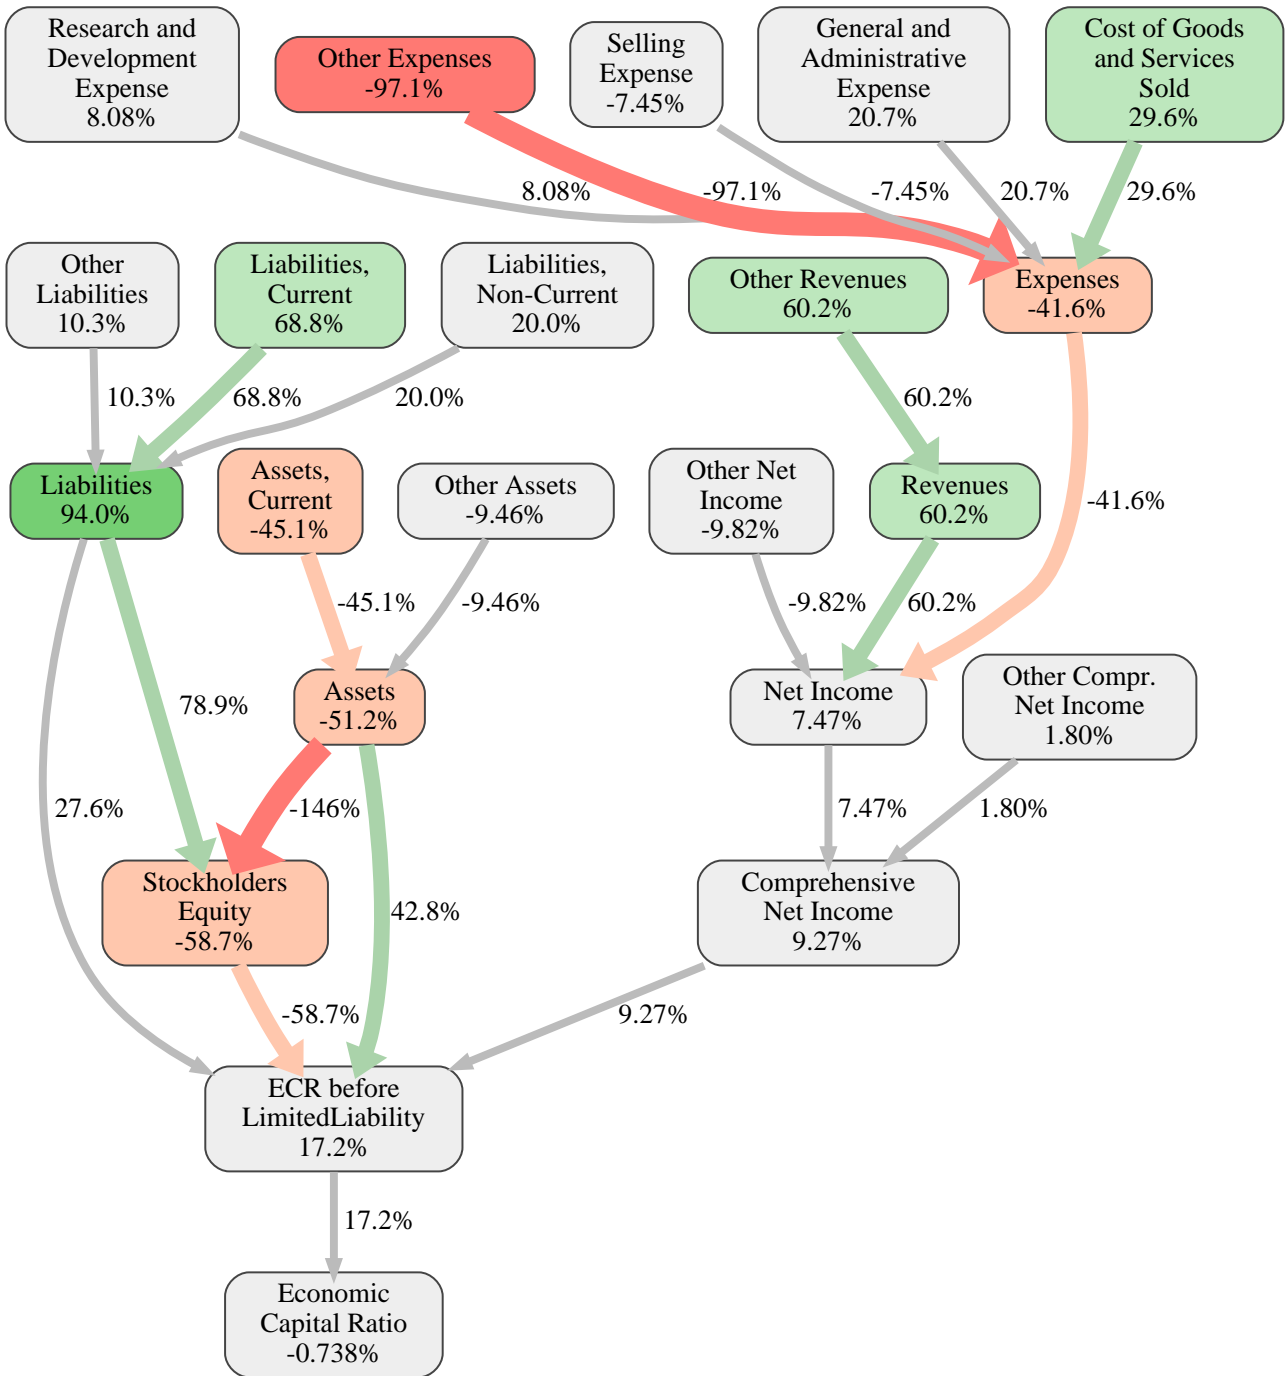 Research and
Development
Expense
8.08%
Other Expenses
-97.1%
Selling
Expense
-7.45%
General and
Administrative
Expense
20.7%
Cost of Goods
and Services
Sold
29.6%
8.08%
-97.1%
-7.45%
20.7%
29.6%
Other
Liabilities
10.3%
Liabilities,
Current
68.8%
Liabilities,
Non-Current
20.0%
Other Revenues
60.2%
Expenses
-41.6%
10.3%
68.8%
20.0%
60.2%
Liabilities
94.0%
Assets,
Current
-45.1%
Other Assets
-9.46%
Other Net
Income
-9.82%
Revenues
60.2%
-41.6%
-45.1%
-9.46%
-9.82%
60.2%
78.9%
Assets
-51.2%
Net Income
7.47%
Other Compr.
Net Income
1.80%
27.6%
-146%
7.47%
1.80%
Stockholders
Equity
-58.7%
42.8%
Comprehensive
Net Income
9.27%
-58.7%
9.27%
ECR before
LimitedLiability
17.2%
17.2%
Economic
Capital Ratio
-0.738%